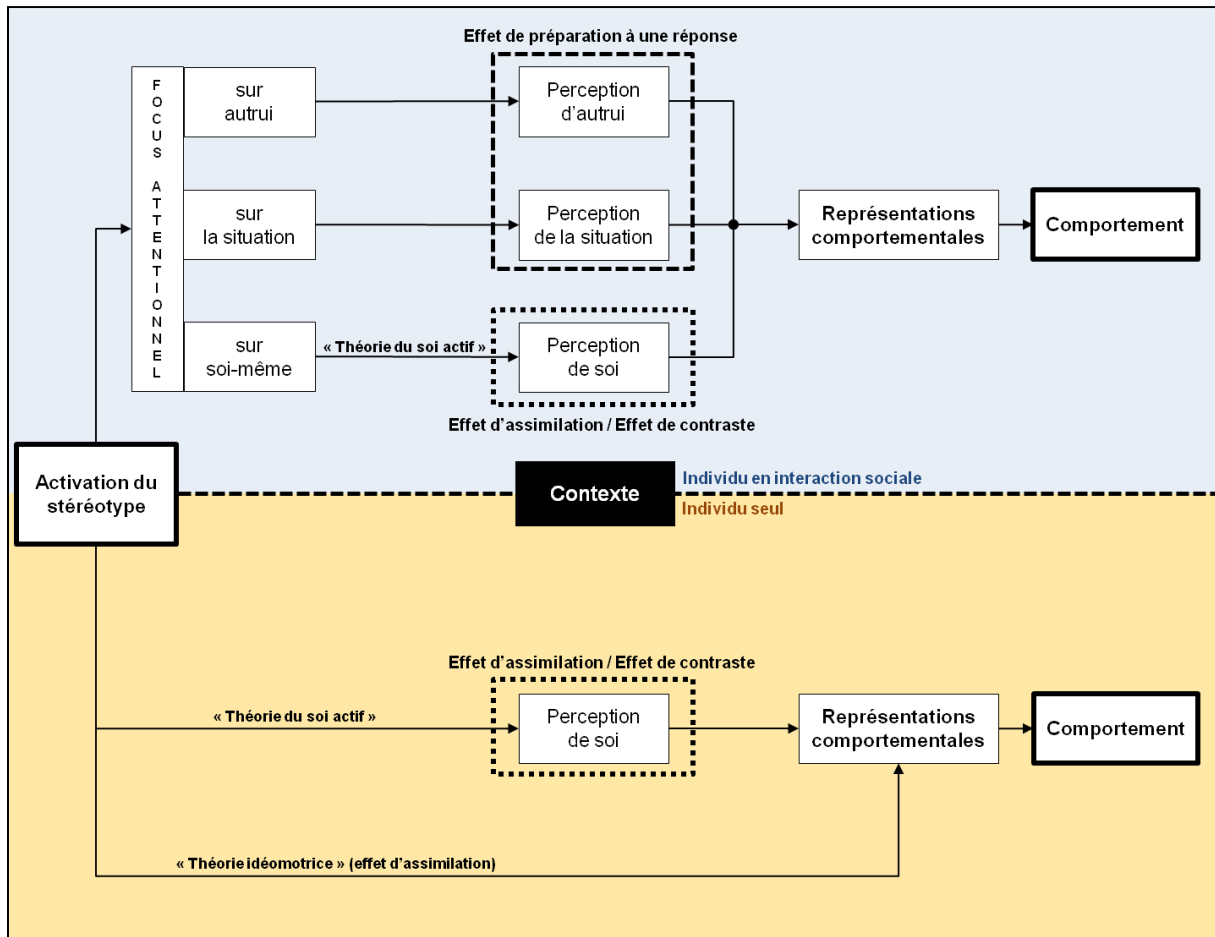 Effet de préparation à une réponse
FOCUS ATTENTIONNEL
sur
autrui
Perception
d'autrui
sur
la situation
Perception
de la situation
Représentations
comportementales
Comportement
sur
soi-même
« Théorie du soi actif »
Perception
de soi
Effet d'assimilation / Effet de contraste
Activation du
stéréotype
Contexte
Individu en interaction sociale
Individu seul
Effet d'assimilation / Effet de contraste
« Théorie du soi actif »
Perception
de soi
Représentations
comportementales
Comportement
« Théorie idéomotrice » (effet d'assimilation)